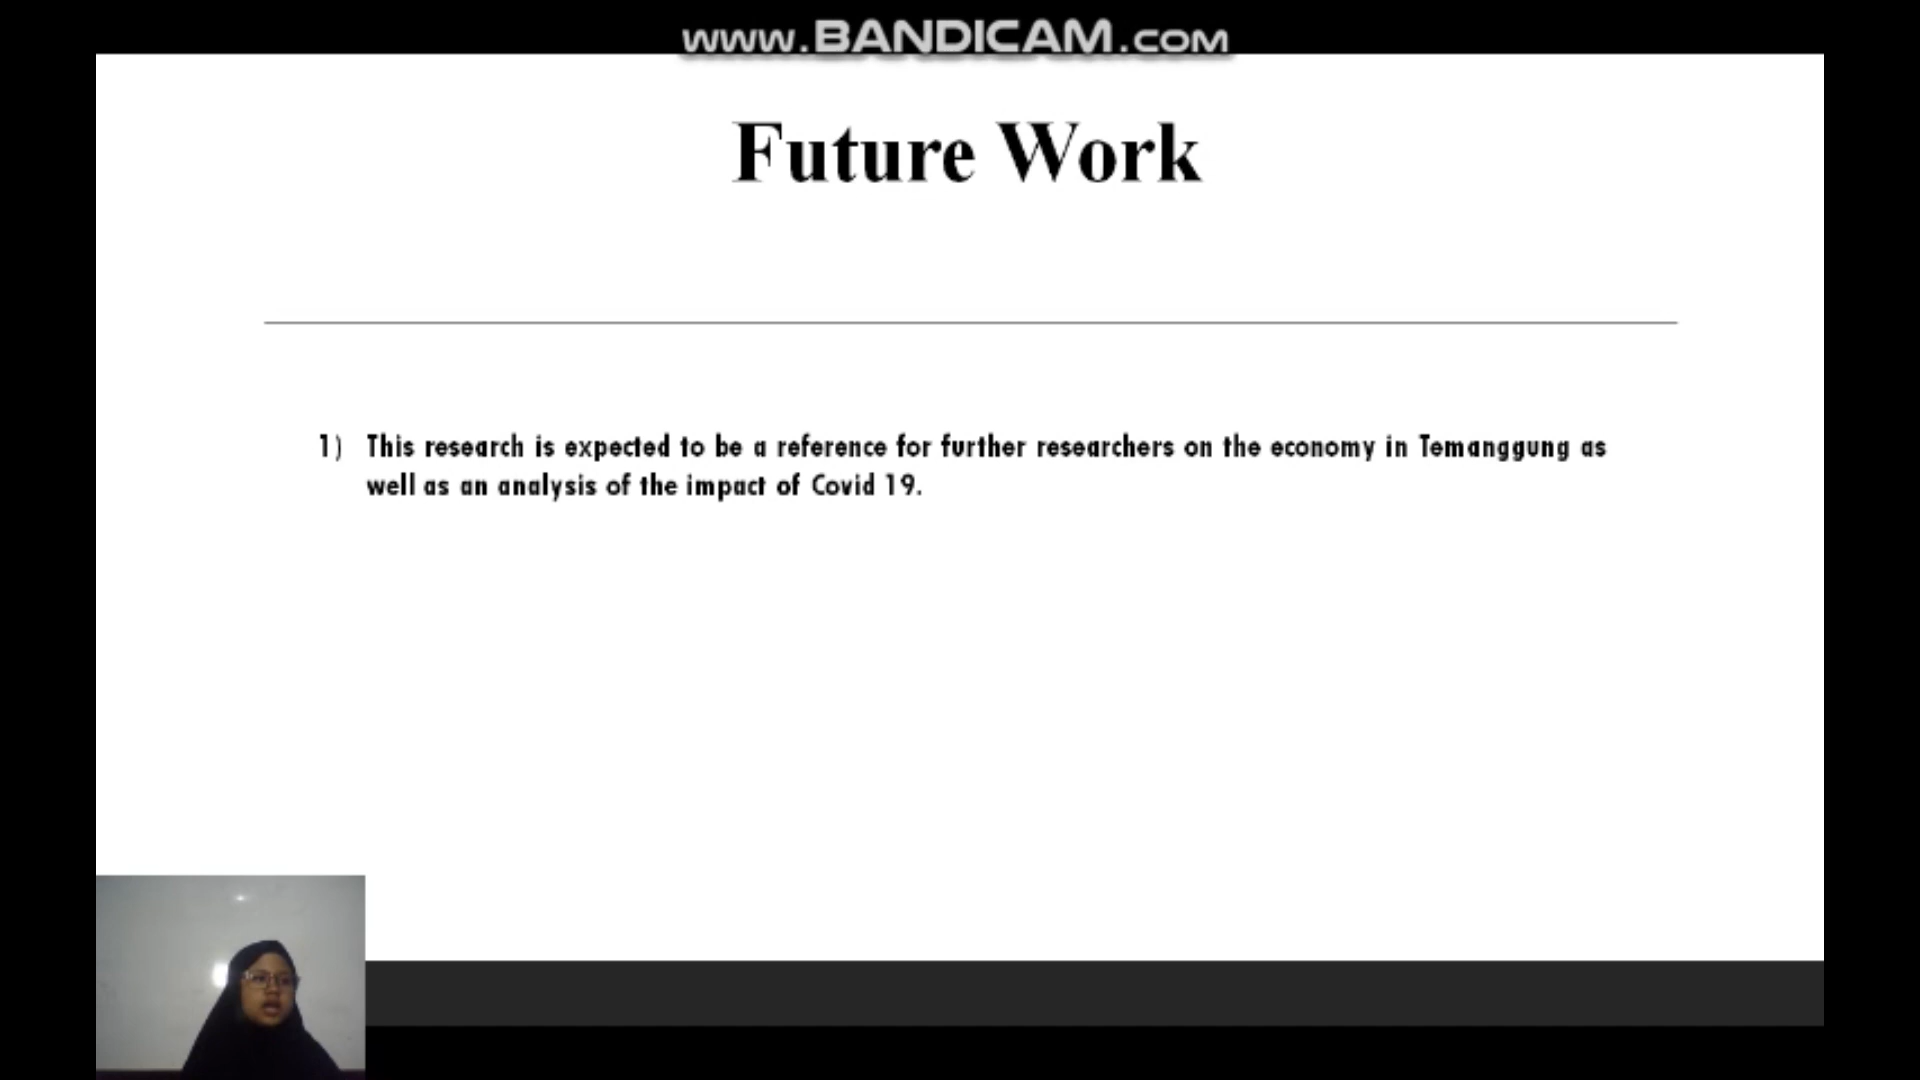 www.BANDICAM.com
Future Work
1) This research is expected to be a reference for further researchers on the economy in Temanggung as
well as an analysis of the impact of Covid 19.